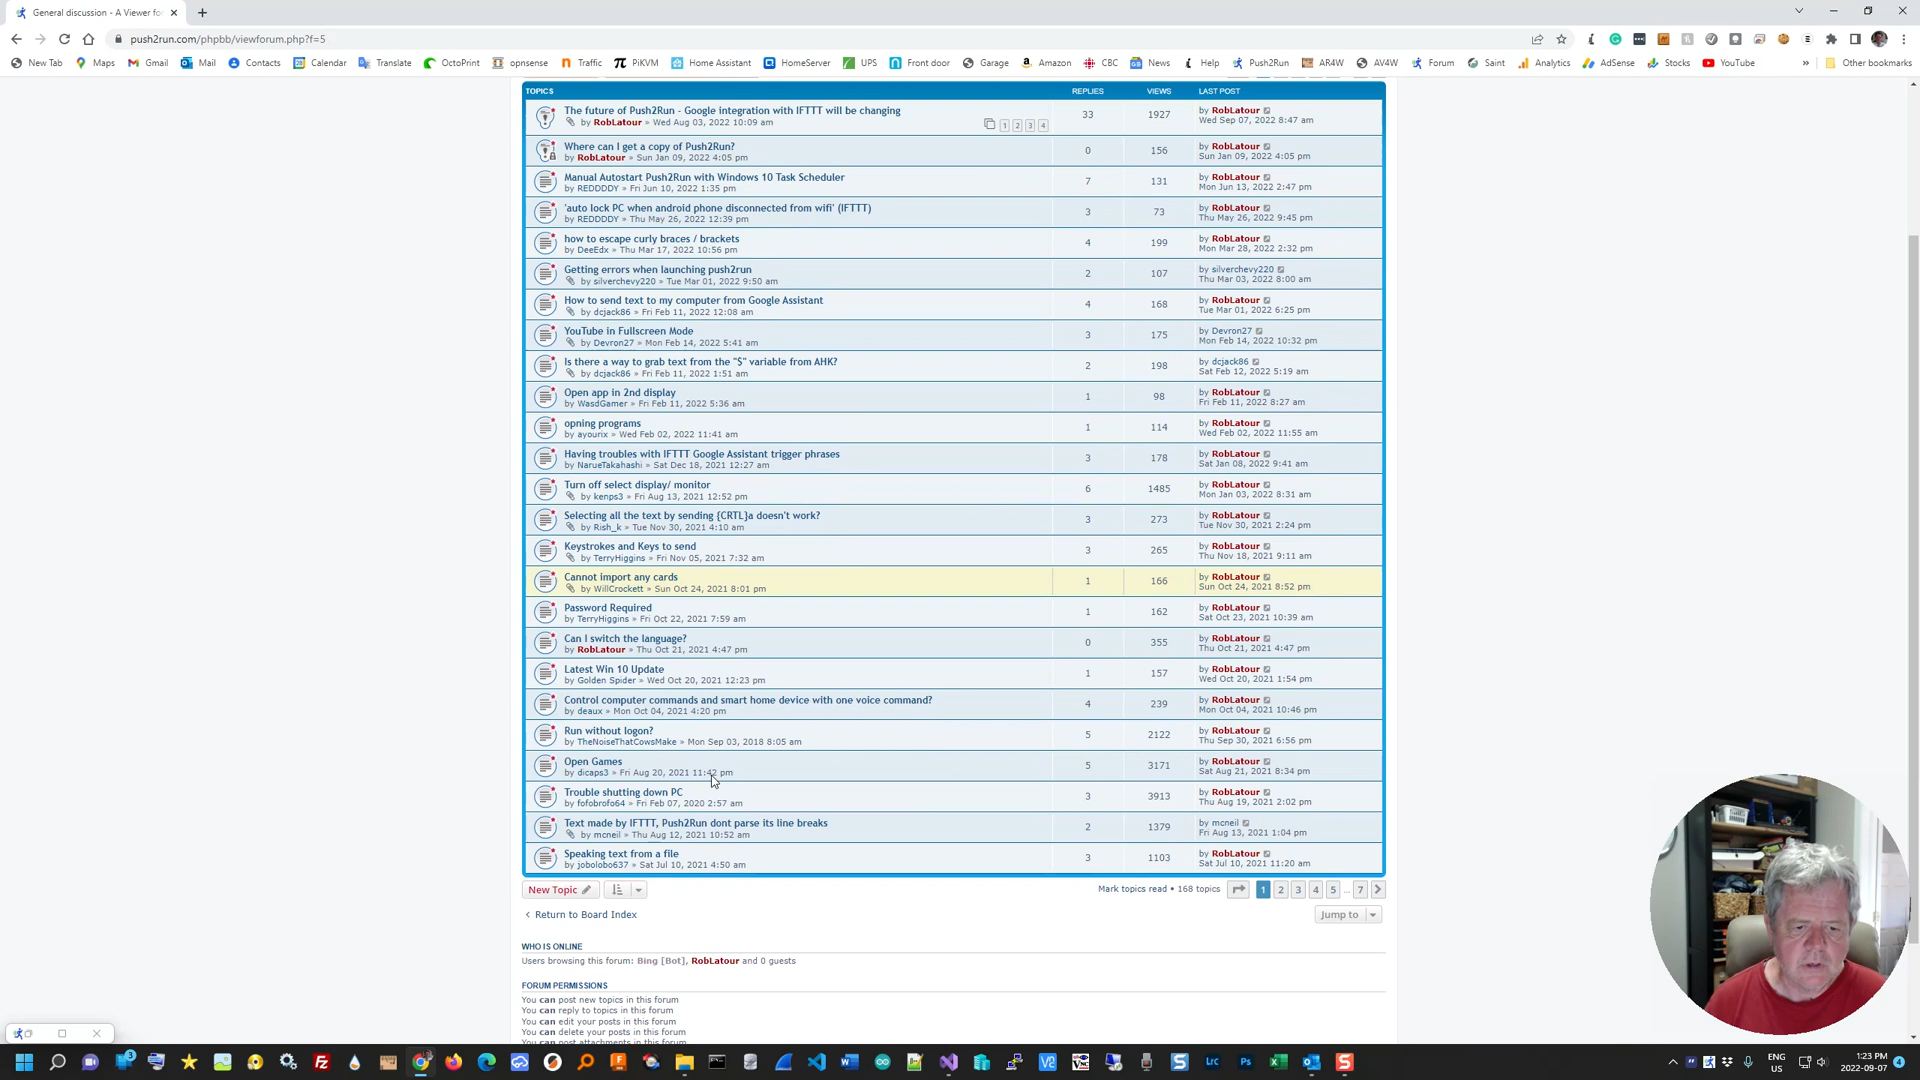 General discussion - A Viewer fo
push2run.com/phpbb/viewforum.php?f=5
New Tab Maps Gmail Mail Contacts Calendar Translate OctoPrint opnsense Traffic PiKVM Home Assistant HomeServer UPS Front door Garage Amazon CBC News Help Push2Run AR4W AV4W Forum Saint Analytics AdSense Stocks YouTube » Other bookmarks
TOPICS REPLIES VIEWS LAST POST
The future of Push2Run - Google integration with IFTTT will be changing 33 1927 by RobLatour
by RobLatour » Wed Aug 03, 2022 10:09 am 1 2 3 4 Wed Sep 07, 2022 8:47 am
Where can I get a copy of Push2Run? 0 156 by RobLatour
by RobLatour » Sun Jan 09, 2022 4:05 pm Sun Jan 09, 2022 4:05 pm
Manual Autostart Push2Run with Windows 10 Task Scheduler 7 131 by RobLatour
by REDDDDY » Fri Jun 10, 2022 1:35 pm Mon Jun 13, 2022 2:47 pm
'auto lock PC when android phone disconnected from wifi' (IFTTT) 3 73 by RobLatour
by REDDDDY » Thu May 26, 2022 12:39 pm Thu May 26, 2022 9:45 pm
how to escape curly braces / brackets 4 199 by RobLatour
by DeeEdx » Thu Mar 17, 2022 10:56 pm Mon Mar 28, 2022 2:32 pm
Getting errors when launching push2run 2 107 by silverchevy220
by silverchevy220 » Tue Mar 01, 2022 9:50 am Thu Mar 03, 2022 8:00 am
How to send text to my computer from Google Assistant 4 168 by RobLatour
by dcjack86 » Fri Feb 11, 2022 12:08 am Tue Mar 01, 2022 6:25 pm
YouTube in Fullscreen Mode 3 175 by Devron27
by Devron27 » Mon Feb 14, 2022 5:41 am Mon Feb 14, 2022 10:32 pm
Is there a way to grab text from the "$" variable from AHK? 2 198 by dcjack86
by dcjack86 » Fri Feb 11, 2022 1:51 am Sat Feb 12, 2022 5:19 am
Open app in 2nd display 1 98 by RobLatour
by WasdGamer » Fri Feb 11, 2022 5:36 am Fri Feb 11, 2022 8:27 am
opning programs 1 114 by RobLatour
by ayourix » Wed Feb 02, 2022 11:41 am Wed Feb 02, 2022 11:55 am
Having troubles with IFTTT Google Assistant trigger phrases 3 178 by RobLatour
by NarueTakahashi » Sat Dec 18, 2021 12:27 am Sat Jan 08, 2022 9:41 am
Turn off select display/ monitor 6 1485 by RobLatour
by kenps3 » Fri Aug 13, 2021 12:52 pm Mon Jan 03, 2022 8:31 am
Selecting all the text by sending {CRTL}a doesn't work? 3 273 by RobLatour
by Rish_k » Tue Nov 30, 2021 4:10 am Tue Nov 30, 2021 2:24 pm
Keystrokes and Keys to send 3 265 by RobLatour
by TerryHiggins » Fri Nov 05, 2021 7:32 am Thu Nov 18, 2021 9:11 am
Cannot import any cards 1 166 by RobLatour
by WillCrockett » Sun Oct 24, 2021 8:01 pm Sun Oct 24, 2021 8:52 pm
Password Required 1 162 by RobLatour
by TerryHiggins » Fri Oct 22, 2021 7:59 am Sat Oct 23, 2021 10:39 am
Can I switch the language? 0 355 by RobLatour
by RobLatour » Thu Oct 21, 2021 4:47 pm Thu Oct 21, 2021 4:47 pm
Latest Win 10 Update 1 157 by RobLatour
by Golden Spider » Wed Oct 20, 2021 12:23 pm Wed Oct 20, 2021 1:54 pm
Control computer commands and smart home device with one voice command? 4 239 by RobLatour
by deaux » Mon Oct 04, 2021 4:20 pm Mon Oct 04, 2021 10:46 pm
Run without logon? 5 2122 by RobLatour
by TheNoiseThatCowsMake » Mon Sep 03, 2018 8:05 am Thu Sep 30, 2021 6:56 pm
Open Games 5 3171 by RobLatour
by dicaps3 » Fri Aug 20, 2021 11:42 pm Sat Aug 21, 2021 8:34 pm
Trouble shutting down PC 3 3913 by RobLatour
by fofobrofo64 » Fri Feb 07, 2020 2:57 am Thu Aug 19, 2021 2:02 pm
Text made by IFTTT, Push2Run dont parse its line breaks 2 1379 by mcneil
by mcneil » Thu Aug 12, 2021 10:52 am Fri Aug 13, 2021 1:04 pm
Speaking text from a file 3 1103 by RobLatour
by jobolobo637 » Sat Jul 10, 2021 4:50 am Sat Jul 10, 2021 11:20 am
New Topic Mark topics read • 168 topics 1 2 3 4 5 ... 7
Return to Board Index Jump to
WHO IS ONLINE
Users browsing this forum: Bing [Bot], RobLatour and 0 guests
FORUM PERMISSIONS
You can post new topics in this forum
You can reply to topics in this forum
You can edit your posts in this forum
You can delete your posts in this forum
You can post attachments in this forum
ENG
US
1:23 PM
2022-09-07